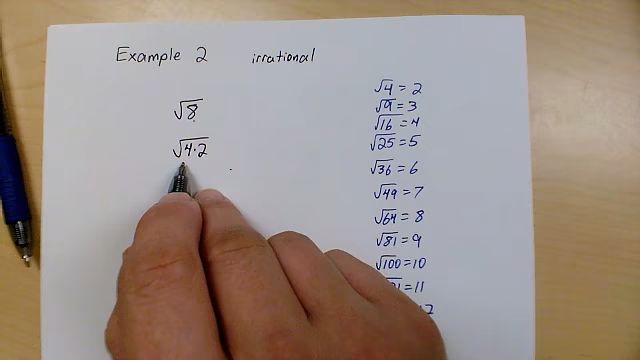 Example 2 irrational
√8
√4·2
√4 = 2
√9 = 3
√16 = 4
√25 = 5
√36 = 6
√49 = 7
√64 = 8
√81 = 9
√100 = 10
= 11